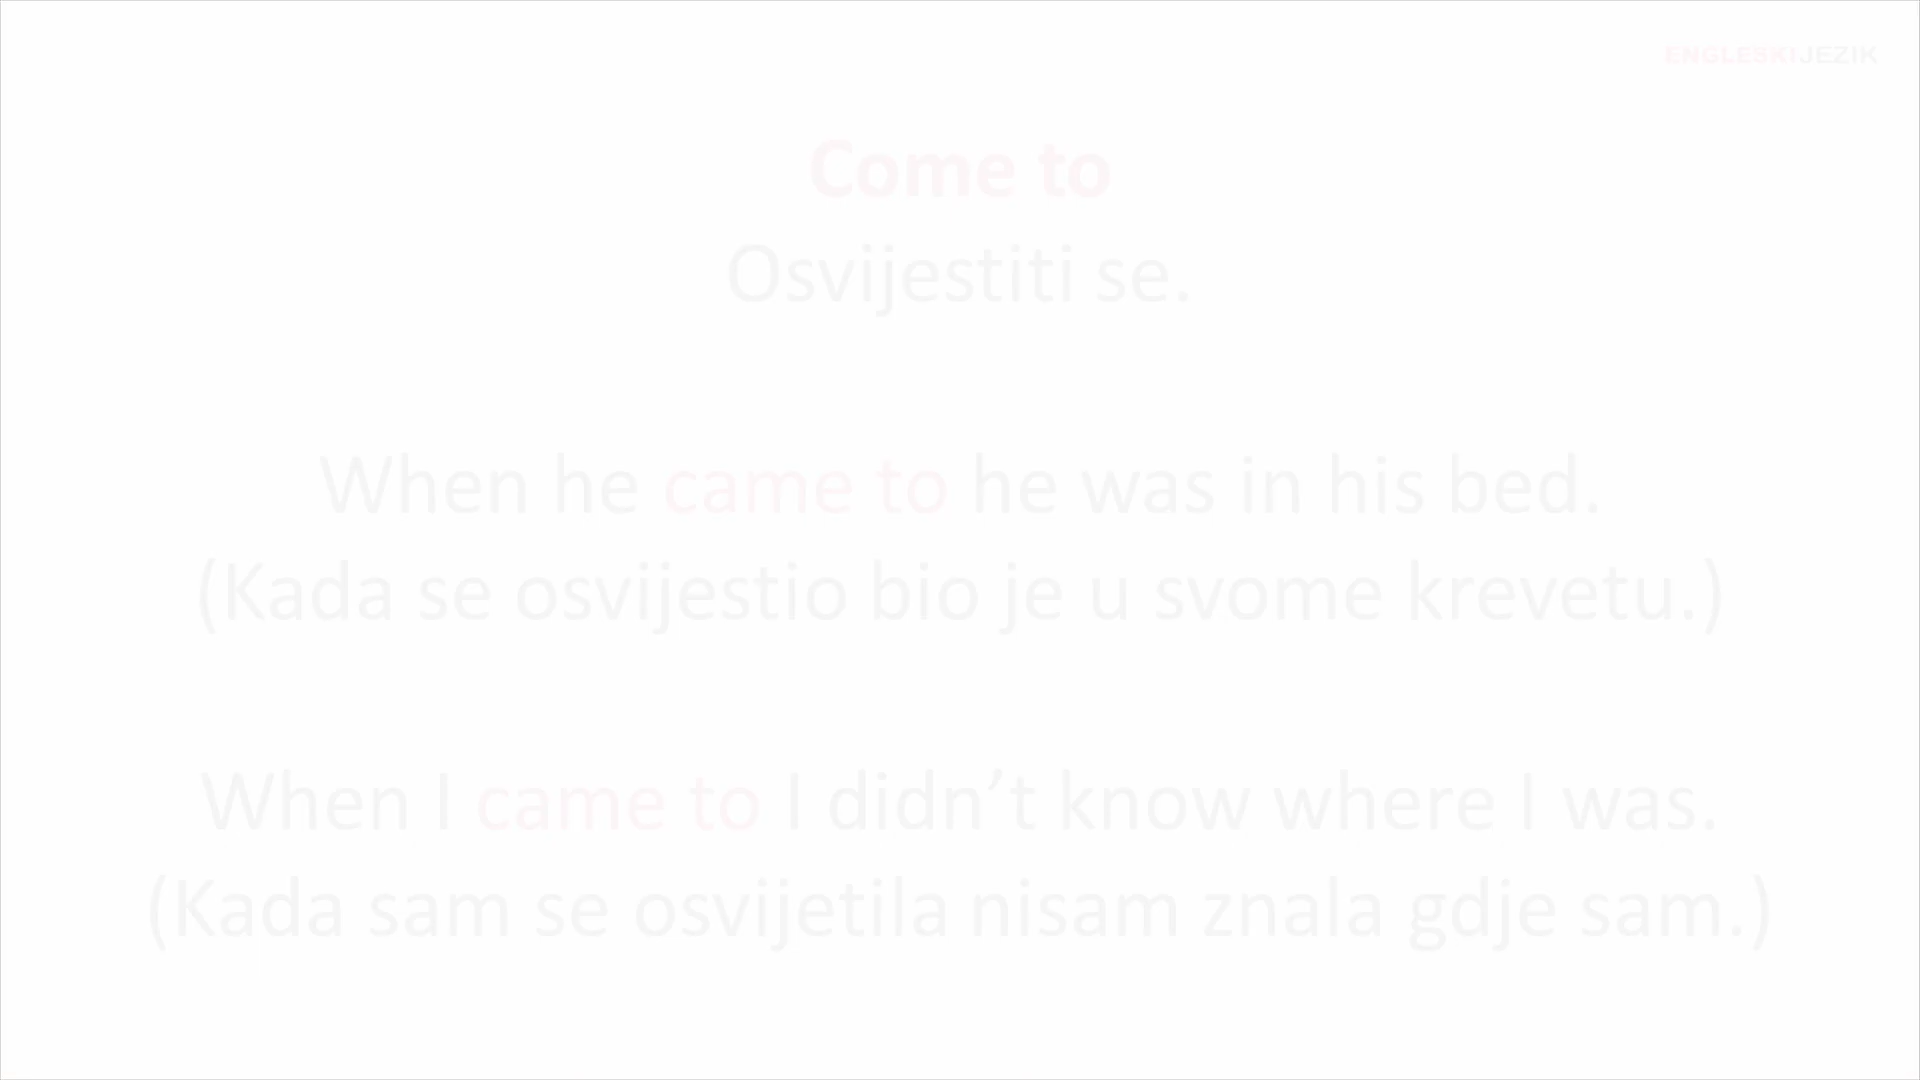 ENGLESKIJEZIK
Come to
Osvijestiti se.
When he came to he was in his bed.
(Kada se osvijestio bio je u svome krevetu.)
When I came to I didn’t know where I was.
(Kada sam se osvijetila nisam znala gdje sam.)